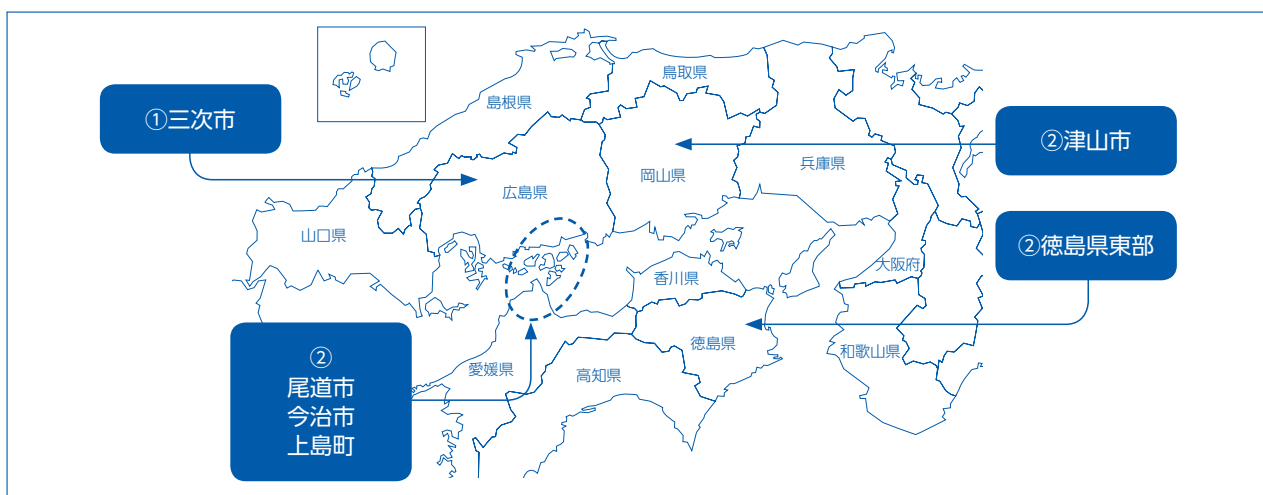 ①三次市
②津山市
②徳島県東部
②
尾道市
今治市
上島町
島根県
鳥取県
岡山県
兵庫県
広島県
山口県
大阪府
香川県
徳島県
和歌山県
愛媛県
高知県